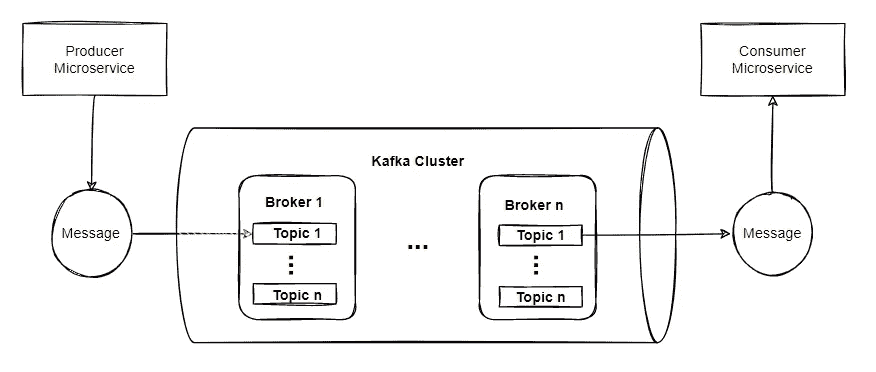 Producer
Microservice
Consumer
Microservice
Kafka Cluster
Broker 1
Topic 1
Topic n
...
Broker n
Topic 1
Topic n
Message
Message